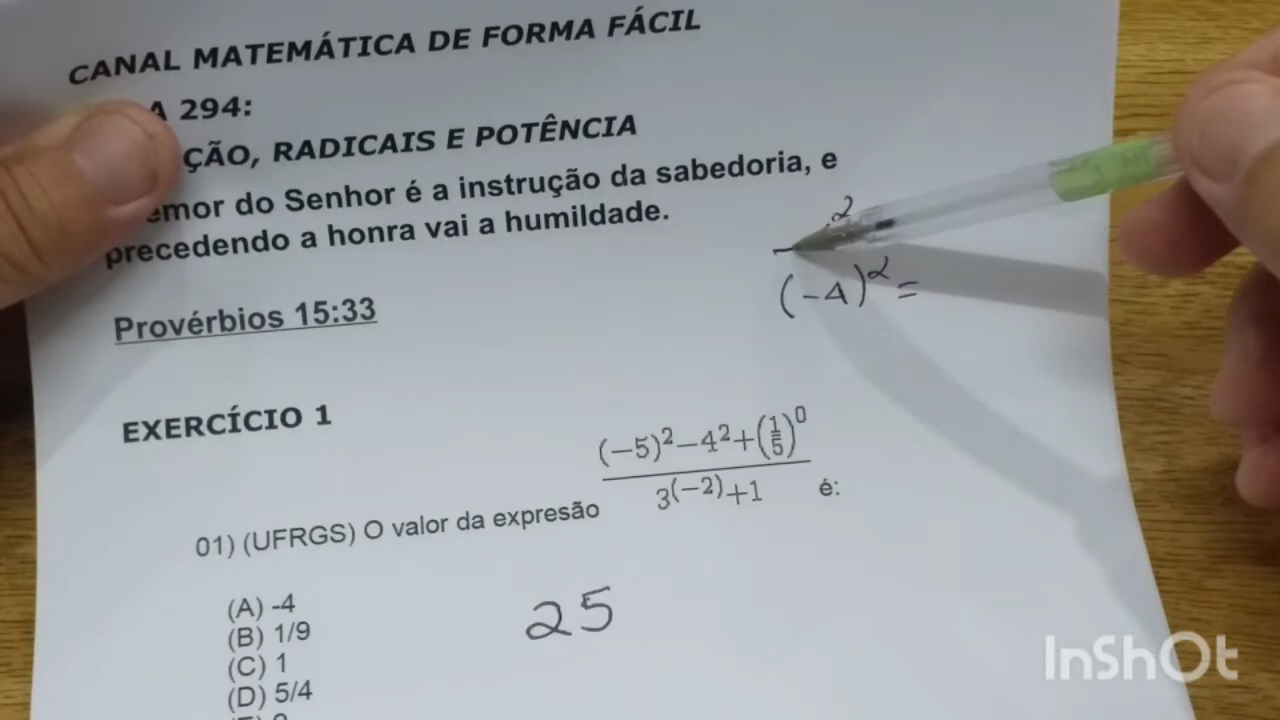 CANAL MATEMÁTICA DE FORMA FÁCIL
A 294:
ÇÃO, RADICAIS E POTÊNCIA
emor do Senhor é a instrução da sabedoria, e
precedendo a honra vai a humildade.
2
(-4)² =
Provérbios 15:33
EXERCÍCIO 1
(−5)²−4²+(1/5)⁰
01) (UFRGS) O valor da expresão é:
3⁽⁻²⁾+1
(A) -4
(B) 1/9
(C) 1
(D) 5/4
25
InShOt